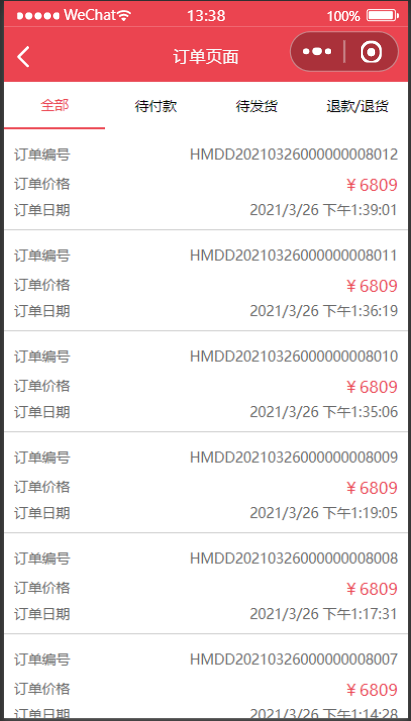 WeChat 13:38 100%
订单页面
全部 待付款 待发货 退款/退货
订单编号 HMDD20210326000000008012
订单价格 ￥6809
订单日期 2021/3/26 下午1:39:01
订单编号 HMDD20210326000000008011
订单价格 ￥6809
订单日期 2021/3/26 下午1:36:19
订单编号 HMDD20210326000000008010
订单价格 ￥6809
订单日期 2021/3/26 下午1:35:06
订单编号 HMDD20210326000000008009
订单价格 ￥6809
订单日期 2021/3/26 下午1:19:05
订单编号 HMDD20210326000000008008
订单价格 ￥6809
订单日期 2021/3/26 下午1:17:31
订单编号 HMDD20210326000000008007
订单价格 ￥6809
订单日期 2021/3/26 下午1:14:28